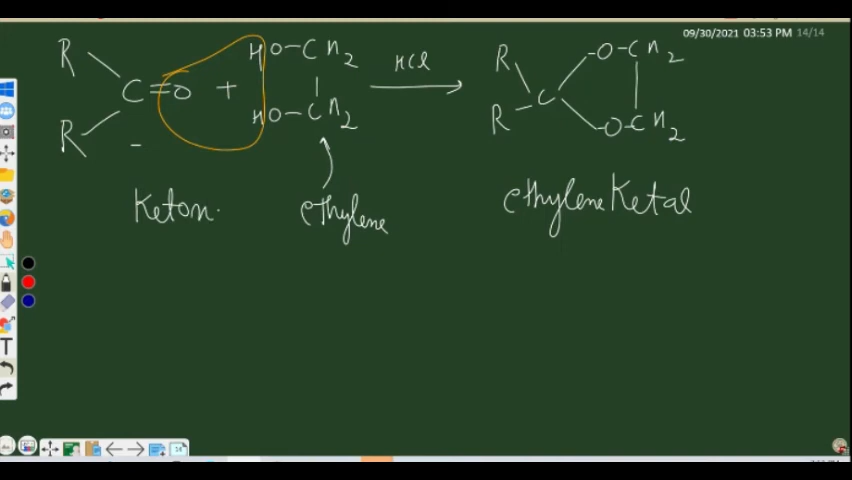 09/30/2021 03:53 PM 14/14
R HO-CH2 HCl R -O-CH2
C=O + C
R HO-CH2 R -O-CH2
Keton. ethylene ethylene Ketal
T
14